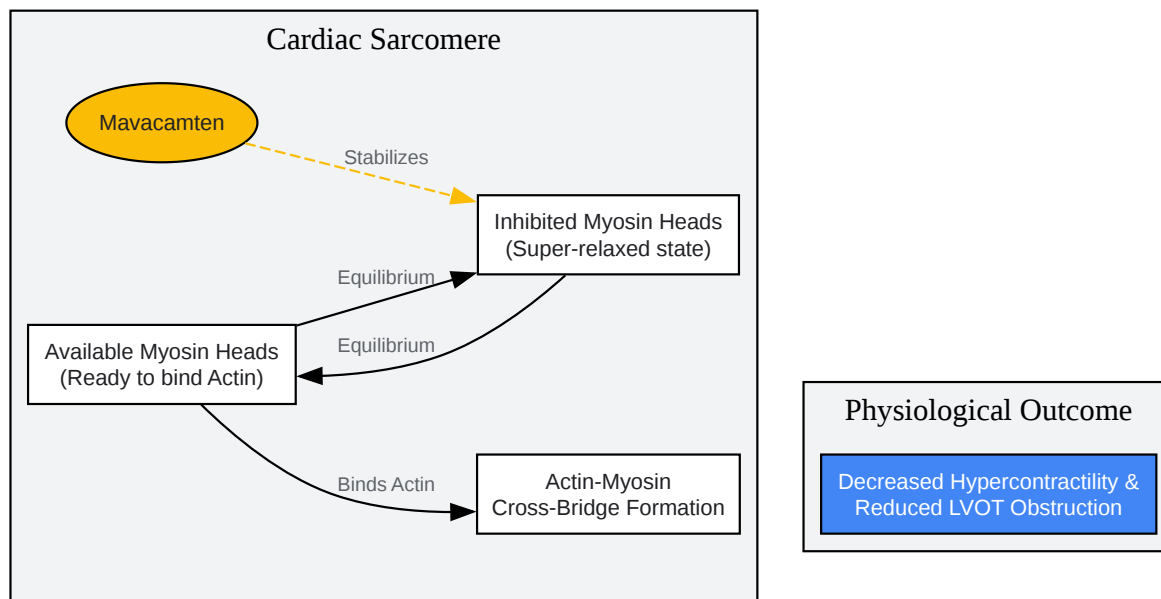 Cardiac Sarcomere
Mavacamten
Stabilizes
Inhibited Myosin Heads
(Super-relaxed state)
Equilibrium
Available Myosin Heads
(Ready to bind Actin)
Equilibrium
Binds Actin
Actin-Myosin
Cross-Bridge Formation
Physiological Outcome
Decreased Hypercontractility &
Reduced LVOT Obstruction